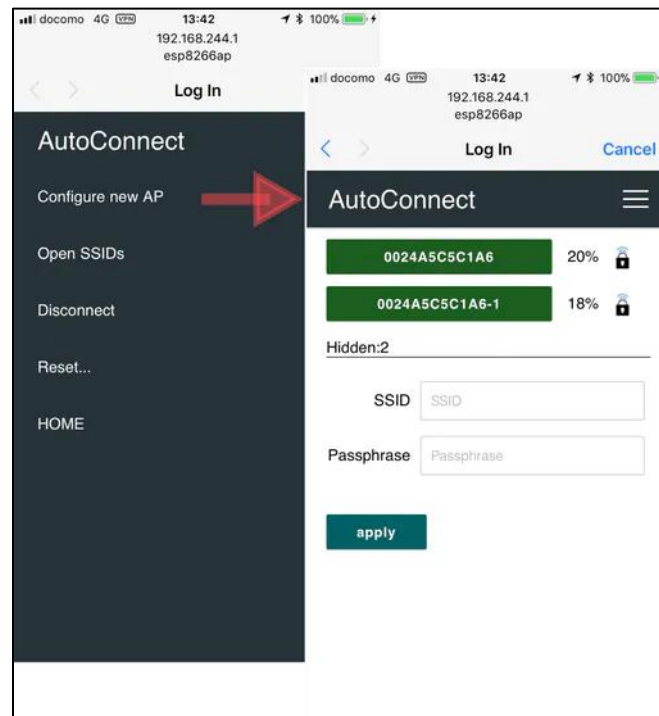 docomo 4G VPN 13:42 100%
192.168.244.1
esp8266ap
Log In
AutoConnect
Configure new AP
Open SSIDs
Disconnect
Reset...
HOME
docomo 4G VPN 13:42 100%
192.168.244.1
esp8266ap
Log In Cancel
AutoConnect
0024A5C5C1A6 20%
0024A5C5C1A6-1 18%
Hidden:2
SSID SSID
Passphrase Passphrase
apply